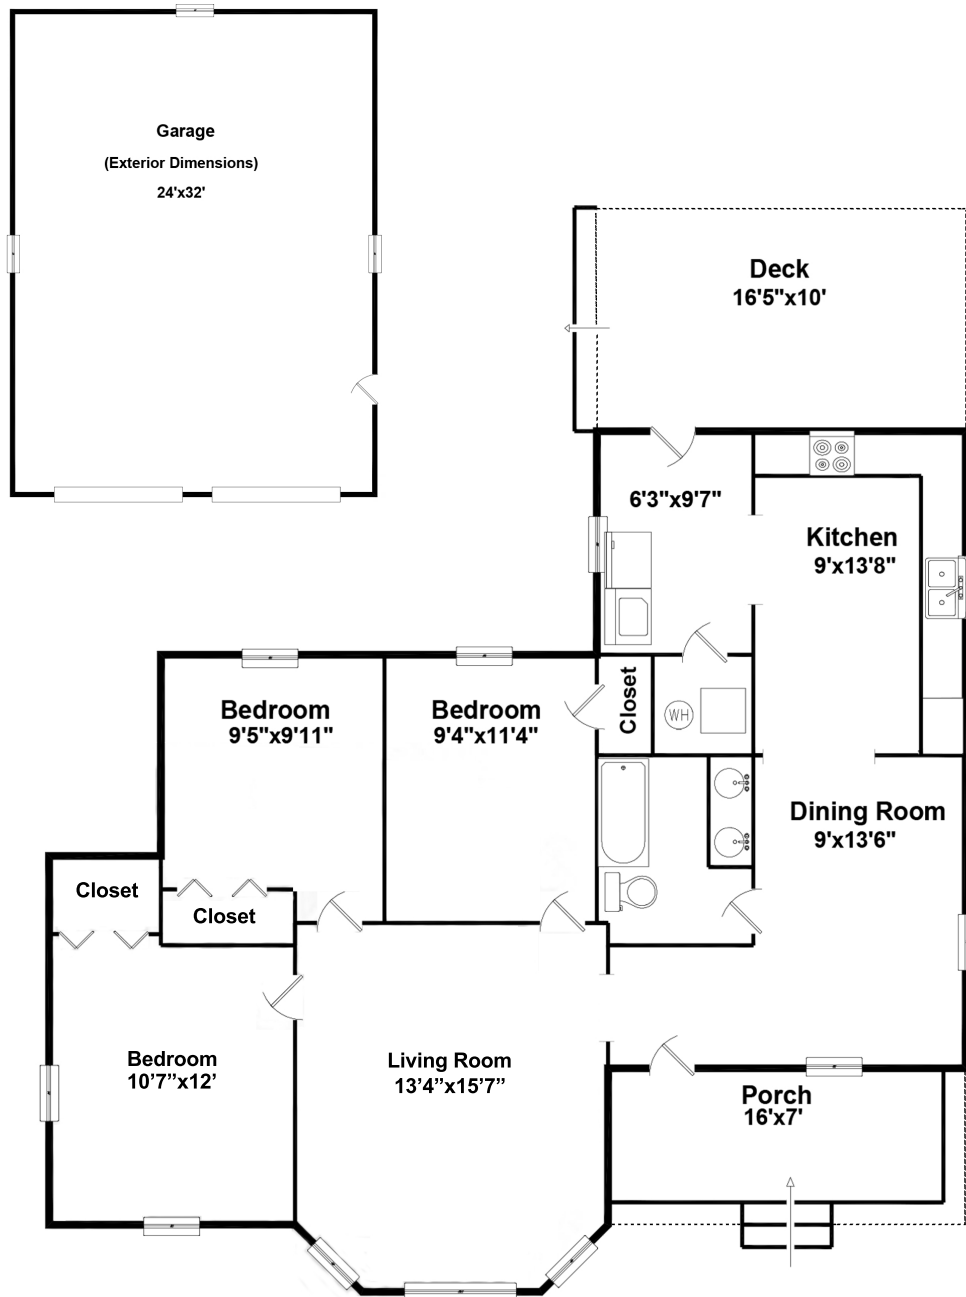 Garage
(Exterior Dimensions)
24'x32'
Deck
16'5"x10'
6'3"x9'7"
Kitchen
9'x13'8"
Bedroom
9'5"x9'11"
Bedroom
9'4"x11'4"
Closet
WH
Dining Room
9'x13'6"
Closet
Closet
Bedroom
10’7”x12’
Living Room
13’4”x15’7”
Porch
16'x7'